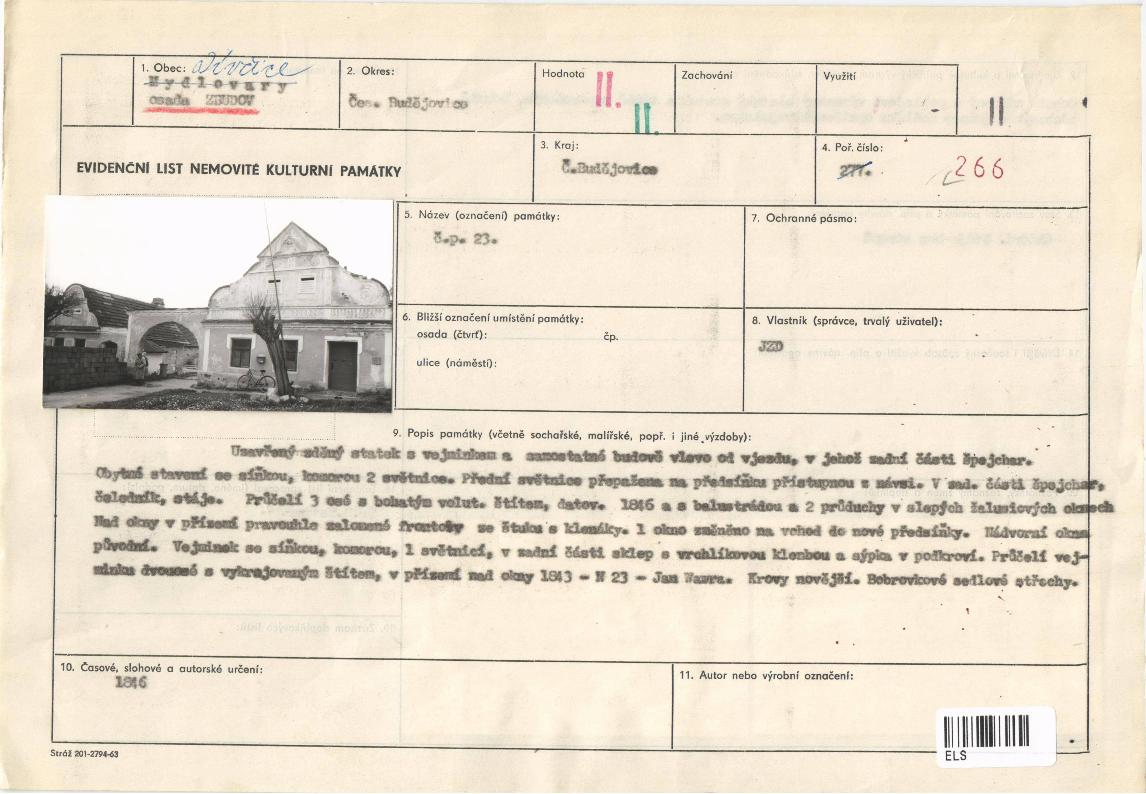 1. Obec: Dívčice
Mydlovary
osada ZBUDOV
2. Okres:
Čes. Budějovice
Hodnota II.
II.
Zachování
Využití
II
EVIDENČNÍ LIST NEMOVITÉ KULTURNÍ PAMÁTKY
3. Kraj:
Č.Budějovice
4. Poř. číslo:
277. 266
5. Název (označení) památky:
č.p. 23.
7. Ochranné pásmo:
6. Bližší označení umístění památky:
osada (čtvrť): čp.
ulice (náměstí):
8. Vlastník (správce, trvalý uživatel):
JZD
9. Popis památky (včetně sochařské, malířské, popř. i jiné výzdoby):
Uzavřený zděný statek s vejminkem a samostatné budově vlevo od vjezdu, v jehož zadní části špejchar.
Obytné stavení se síňkou, komorou 2 světnice. Přední světnice přepažena na předsíňku přístupnou z návsi. V zad. části špejchar,
čeledník, stáje. Průčelí 3 osé s bohatým volut. štítem, datov. 1846 a s balustrádou a 2 průduchy v slepých žaluziových oknech
Nad okny v přízemí pravouhle zalomené frontony ze štuku s klenáky. 1 okno změněno na vchod do nové předsíňky. Nádvorní okna
původní. Vejminek se síňkou, komorou, 1 světnicí, v zadní části sklep s vrchlíkovou klenbou a sýpka v podkroví. Průčelí vej-
minku dvouosé s vykrajovaným štítem, v přízemí nad okny 1843 - N 23 - Jan Wawra. Krovy novější. Bobrovkové sedlové střechy.
10. Časové, slohové a autorské určení:
1846
11. Autor nebo výrobní označení:
Stráž 201-2794-63
ELS